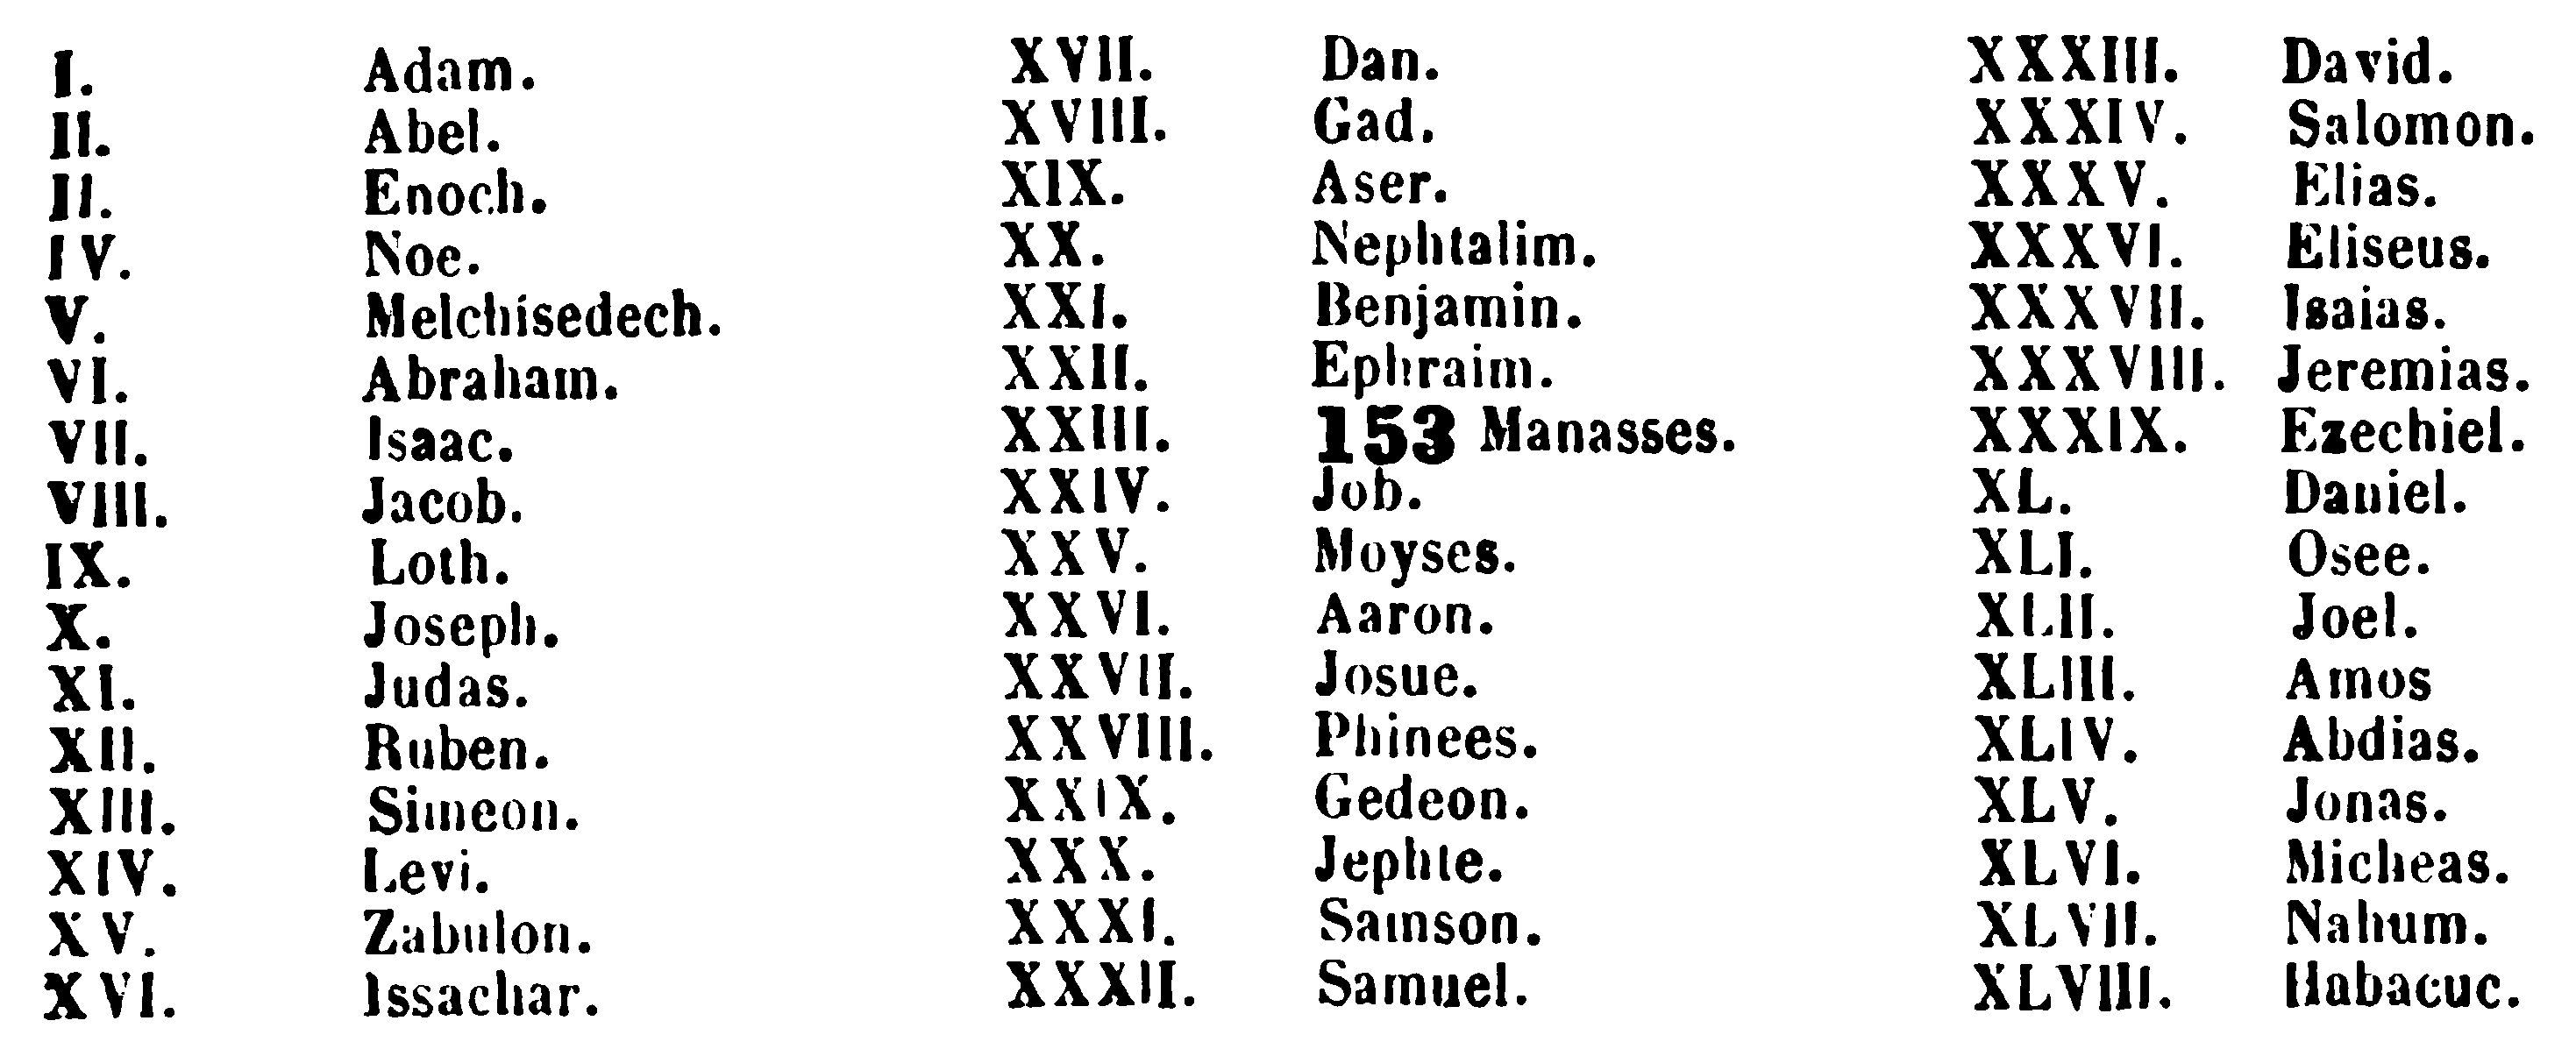 I. Adam.
II. Abel.
II. Enoch.
IV. Noe.
V. Melchisedech.
VI. Abraham.
VII. Isaac.
VIII. Jacob.
IX. Loth.
X. Joseph.
XI. Judas.
XII. Ruben.
XIII. Simeon.
XIV. Levi.
XV. Zabulon.
XVI. Issachar.
XVII. Dan.
XVIII. Gad.
XIX. Aser.
XX. Nephtalim.
XXI. Benjamin.
XXII. Ephraim.
XXIII. 153 Manasses.
XXIV. Job.
XXV. Moyses.
XXVI. Aaron.
XXVII. Josue.
XXVIII. Phinees.
XXIX. Gedeon.
XXX. Jephte.
XXXI. Samson.
XXXII. Samuel.
XXXIII. David.
XXXIV. Salomon.
XXXV. Elias.
XXXVI. Eliseus.
XXXVII. Isaias.
XXXVIII. Jeremias.
XXXIX. Ezechiel.
XL. Daniel.
XLI. Osee.
XLII. Joel.
XLIII. Amos
XLIV. Abdias.
XLV. Jonas.
XLVI. Micheas.
XLVII. Nahum.
XLVIII. Habacuc.